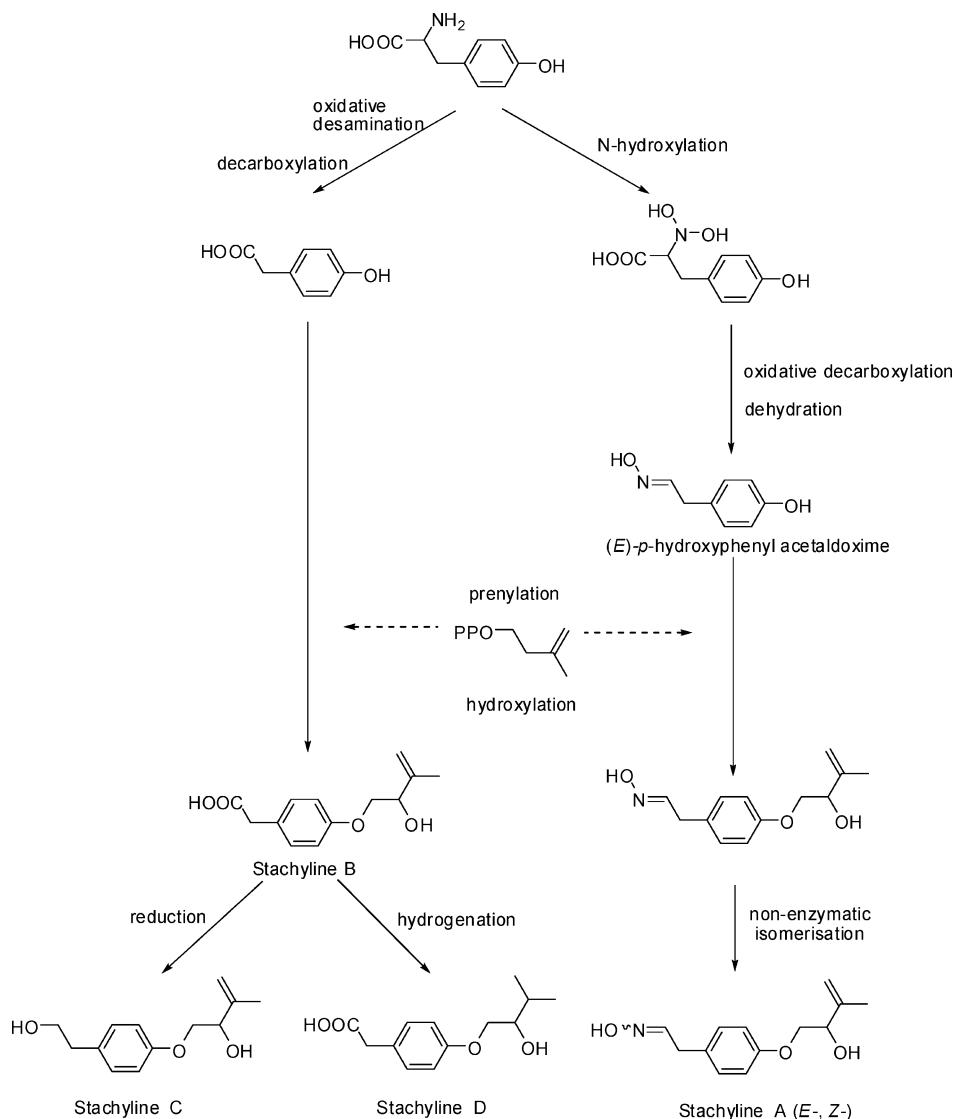 NH2
HOOC
OH
oxidative
desamination
decarboxylation
N-hydroxylation
HO
N-OH
HOOC
OH
HOOC
OH
oxidative decarboxylation
dehydration
HO
N
OH
(E)-p-hydroxyphenyl acetaldoxime
prenylation
PPO
hydroxylation
HOOC
O
OH
Stachyline B
HO
N
O
OH
reduction
hydrogenation
non-enzymatic
isomerisation
HO
O
OH
Stachyline C
HOOC
O
OH
Stachyline D
HO
N
O
OH
Stachyline A (E-, Z-)